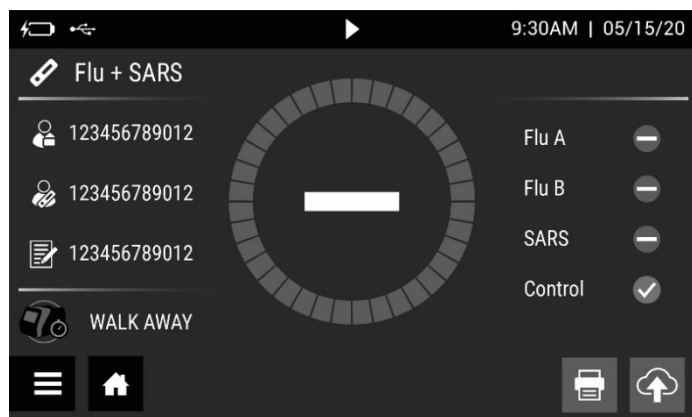 9:30AM | 05/15/20
Flu + SARS
123456789012
123456789012
123456789012
WALK AWAY
Flu A
Flu B
SARS
Control